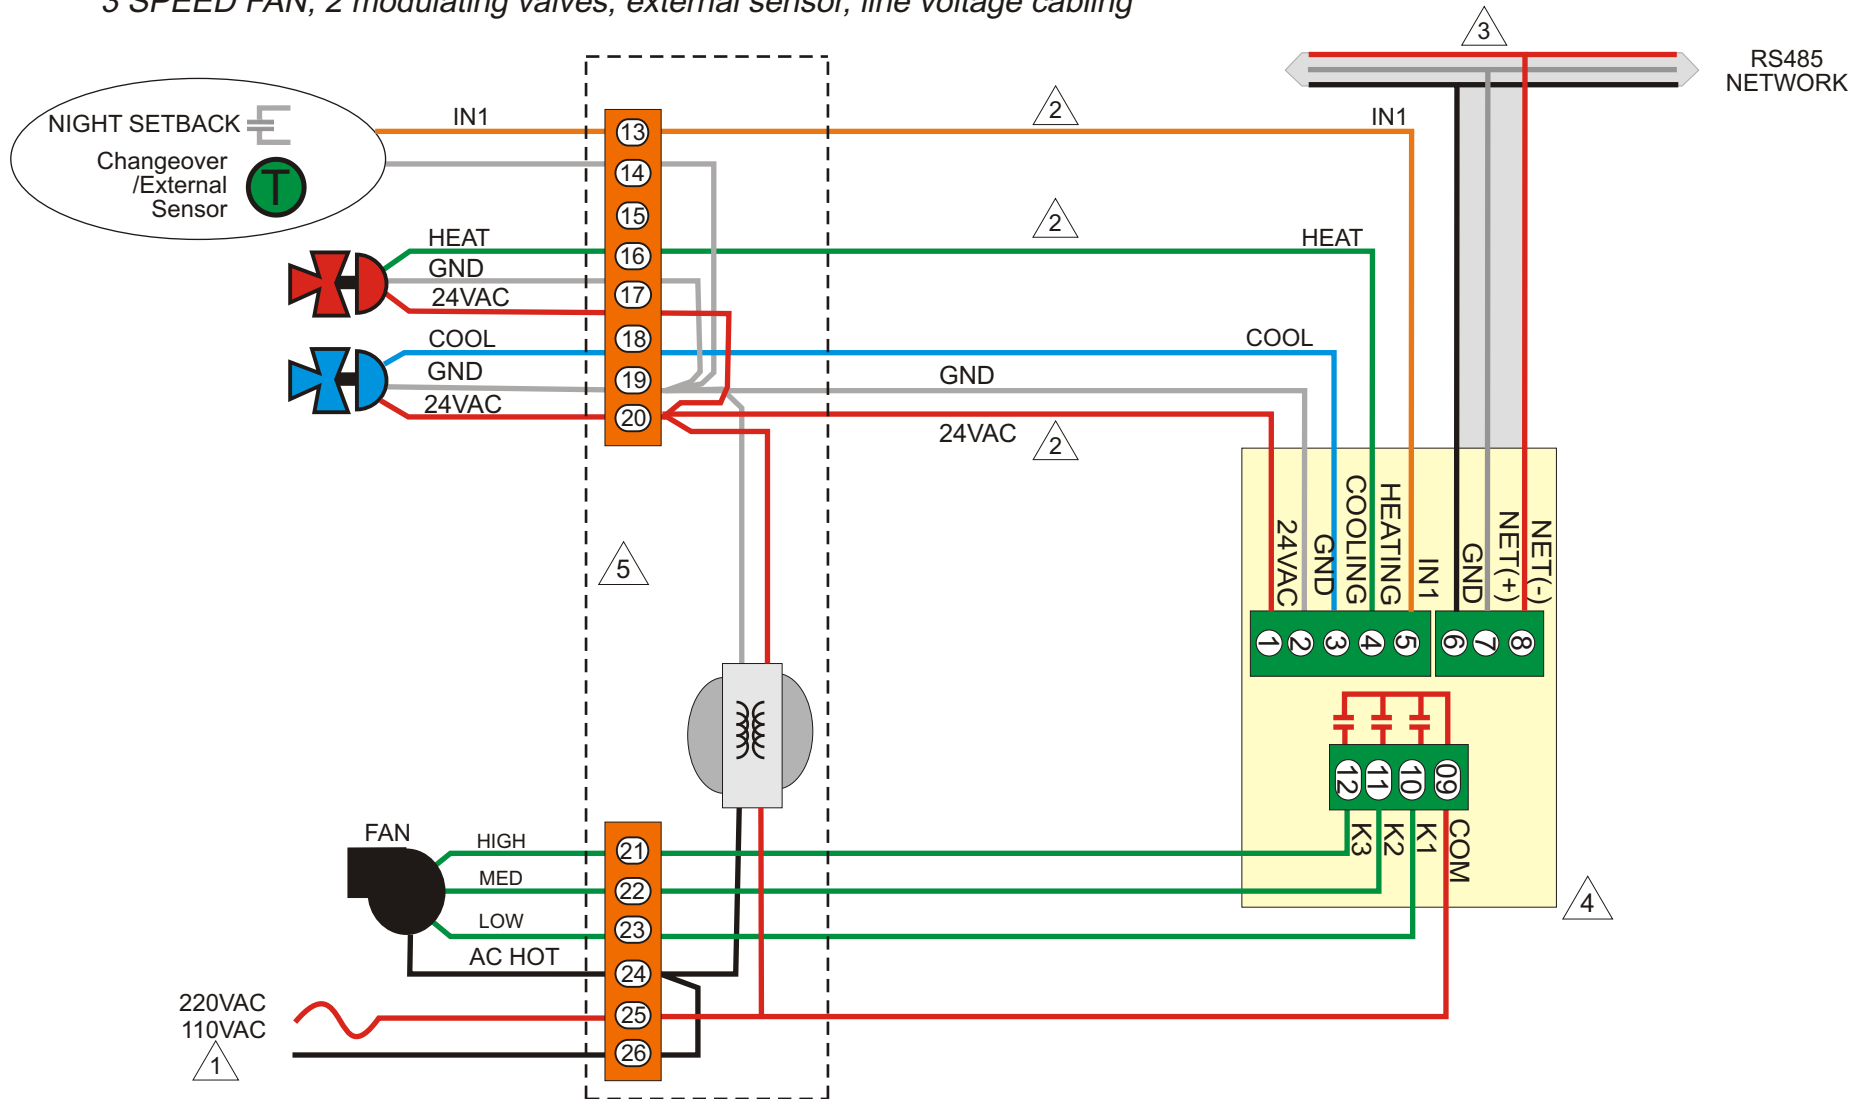 3 SPEED FAN, 2 modulating valves, external sensor, line voltage cabling
3
RS485
NETWORK
NIGHT SETBACK
Changeover
/External
Sensor
T
IN1
13
2
IN1
14
15
HEAT
16
2
HEAT
GND
17
24VAC
COOL
18
COOL
GND
19
GND
24VAC
20
24VAC
2
5
24VAC
GND
COOLING
HEATING
IN1
GND
NET(+)
NET(-)
1
2
3
4
5
6
7
8
12
11
10
09
K3
K2
K1
COM
4
FAN
HIGH
21
MED
22
LOW
23
AC HOT
24
220VAC
110VAC
25
1
26